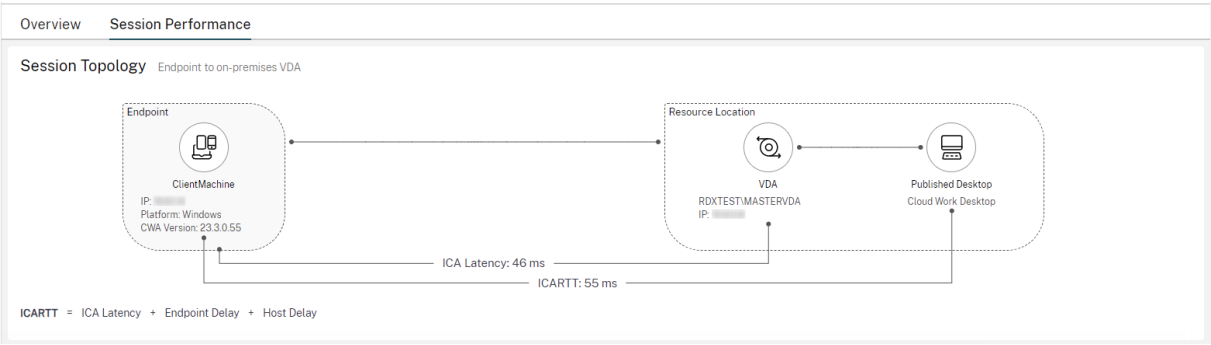 Overview Session Performance
Session Topology Endpoint to on-premises VDA
Endpoint
ClientMachine
IP:
Platform: Windows
CWA Version: 23.3.0.55
Resource Location
VDA
RDXTEST\MASTERVDA
IP:
Published Desktop
Cloud Work Desktop
ICA Latency: 46 ms
ICARTT: 55 ms
ICARTT = ICA Latency + Endpoint Delay + Host Delay